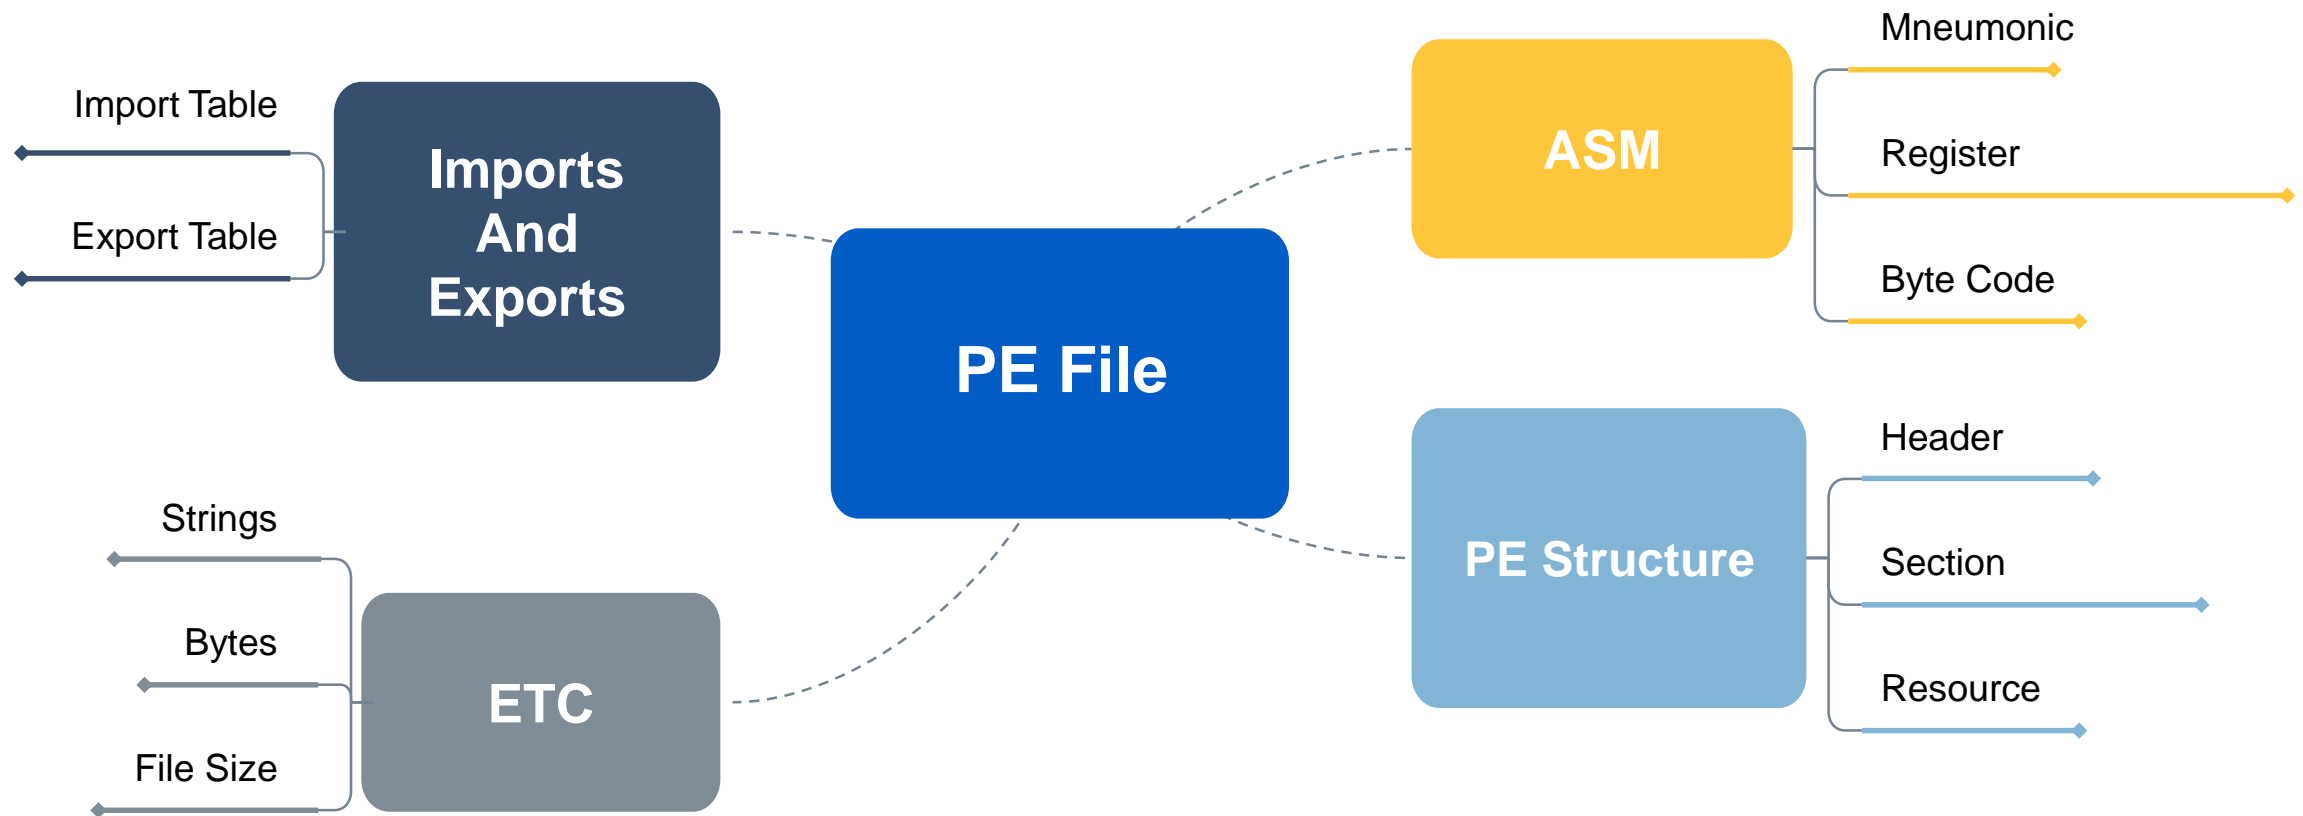 Import Table
Export Table
Imports
And
Exports
Strings
Bytes
File Size
ETC
PE File
ASM
Mneumonic
Register
Byte Code
PE Structure
Header
Section
Resource